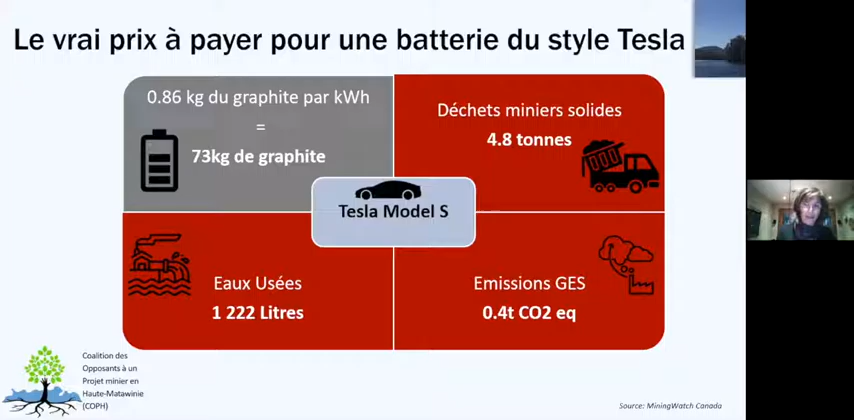 Le vrai prix à payer pour une batterie du style Tesla
0.86 kg du graphite par kWh
=
73kg de graphite
Déchets miniers solides
4.8 tonnes
Tesla Model S
Eaux Usées
1 222 Litres
Emissions GES
0.4t CO2 eq
Coalition des
Opposants à un
Projet minier en
Haute-Matawinie
(COPH)
Source: MiningWatch Canada